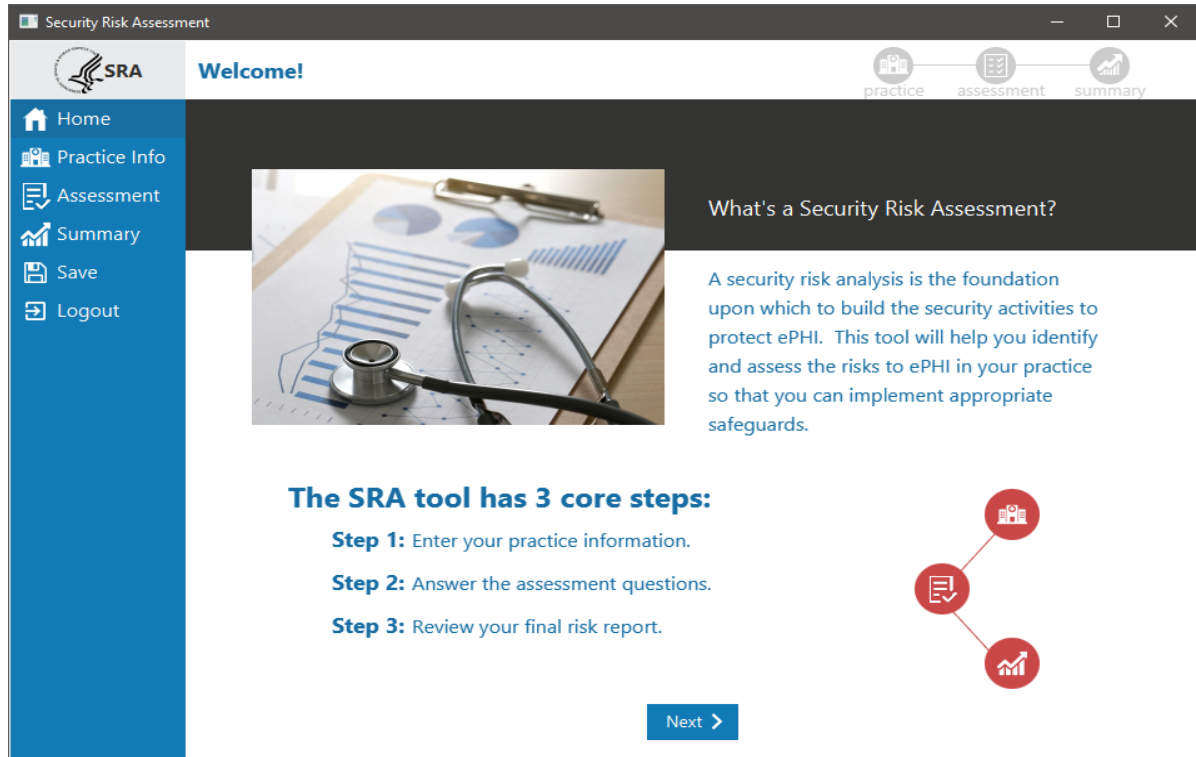 Security Risk Assessment
SRA
Welcome!
practice
assessment
summary
Home
Practice Info
Assessment
Summary
Save
Logout
What's a Security Risk Assessment?
A security risk analysis is the foundation
upon which to build the security activities to
protect ePHI. This tool will help you identify
and assess the risks to ePHI in your practice
so that you can implement appropriate
safeguards.
The SRA tool has 3 core steps:
Step 1: Enter your practice information.
Step 2: Answer the assessment questions.
Step 3: Review your final risk report.
Next